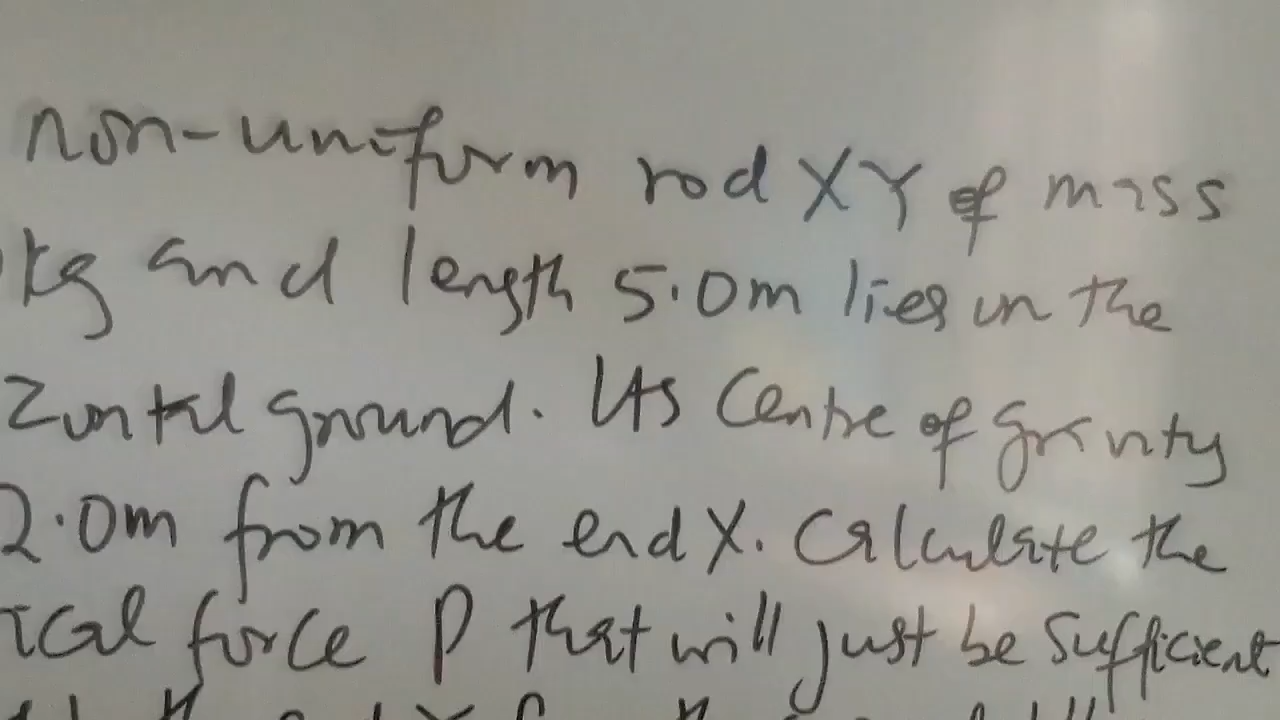 non-uniform rod XY of mass
kg and length 5.0m lies on the
zontal ground. Its Centre of gravity
2.0m from the end X. Calculate the
ical force P that will just be sufficient